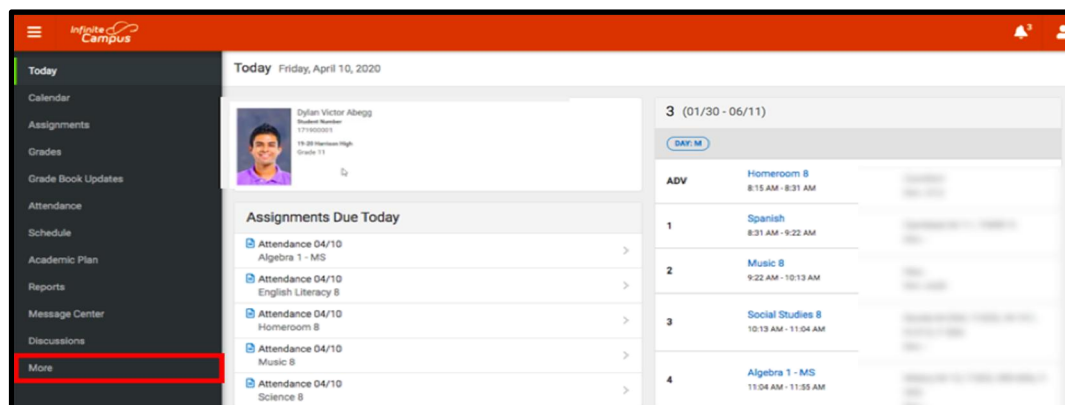 Infinite
Campus
3
Today
Calendar
Assignments
Grades
Grade Book Updates
Attendance
Schedule
Academic Plan
Reports
Message Center
Discussions
More
Today Friday, April 10, 2020
Dylan Victor Abegg
Student Number
171900001
19-20 Harrison High
Grade 11
Assignments Due Today
Attendance 04/10
Algebra 1 - MS
Attendance 04/10
English Literacy 8
Attendance 04/10
Homeroom 8
Attendance 04/10
Music 8
Attendance 04/10
Science 8
3 (01/30 - 06/11)
DAY: M
ADV
Homeroom 8
8:15 AM - 8:31 AM
1
Spanish
8:31 AM - 9:22 AM
2
Music 8
9:22 AM - 10:13 AM
3
Social Studies 8
10:13 AM - 11:04 AM
4
Algebra 1 - MS
11:04 AM - 11:55 AM